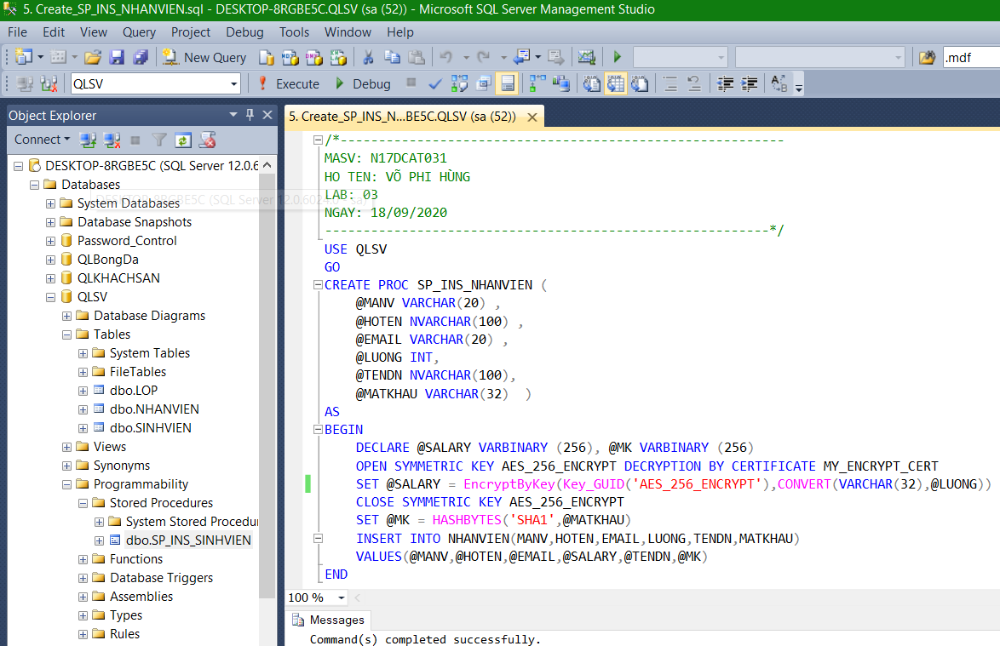 5. Create_SP_INS_NHANVIEN.sql - DESKTOP-8RGBE5C.QLSV (sa (52)) - Microsoft SQL Server Management Studio
File Edit View Query Project Debug Tools Window Help
New Query .mdf
QLSV Execute Debug
Object Explorer
Connect
DESKTOP-8RGBE5C (SQL Server 12.0.6
Databases
System Databases
Database Snapshots
Password_Control
QLBongDa
QLKHACHSAN
QLSV
Database Diagrams
Tables
System Tables
FileTables
dbo.LOP
dbo.NHANVIEN
dbo.SINHVIEN
Views
Synonyms
Programmability
Stored Procedures
System Stored Procedur
dbo.SP_INS_SINHVIEN
Functions
Database Triggers
Assemblies
Types
Rules
5. Create_SP_INS_N...BE5C.QLSV (sa (52))
/*----------------------------------------------------------
MASV: N17DCAT031
HO TEN: VÕ PHI HÙNG
LAB: 03
NGAY: 18/09/2020
----------------------------------------------------------*/
USE QLSV
GO
CREATE PROC SP_INS_NHANVIEN (
@MANV VARCHAR(20) ,
@HOTEN NVARCHAR(100) ,
@EMAIL VARCHAR(20) ,
@LUONG INT,
@TENDN NVARCHAR(100),
@MATKHAU VARCHAR(32)  )
AS
BEGIN
DECLARE @SALARY VARBINARY (256), @MK VARBINARY (256)
OPEN SYMMETRIC KEY AES_256_ENCRYPT DECRYPTION BY CERTIFICATE MY_ENCRYPT_CERT
SET @SALARY = EncryptByKey(Key_GUID('AES_256_ENCRYPT'),CONVERT(VARCHAR(32),@LUONG))
CLOSE SYMMETRIC KEY AES_256_ENCRYPT
SET @MK = HASHBYTES('SHA1',@MATKHAU)
INSERT INTO NHANVIEN(MANV,HOTEN,EMAIL,LUONG,TENDN,MATKHAU)
VALUES(@MANV,@HOTEN,@EMAIL,@SALARY,@TENDN,@MK)
END
100 %
Messages
Command(s) completed successfully.